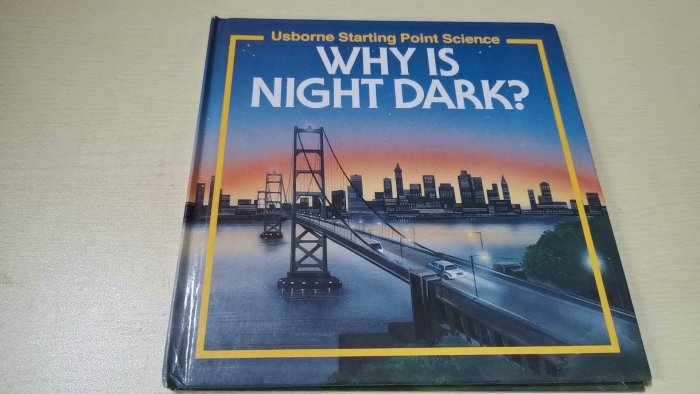 Usborne Starting Point Science
WHY IS
NIGHT DARK?